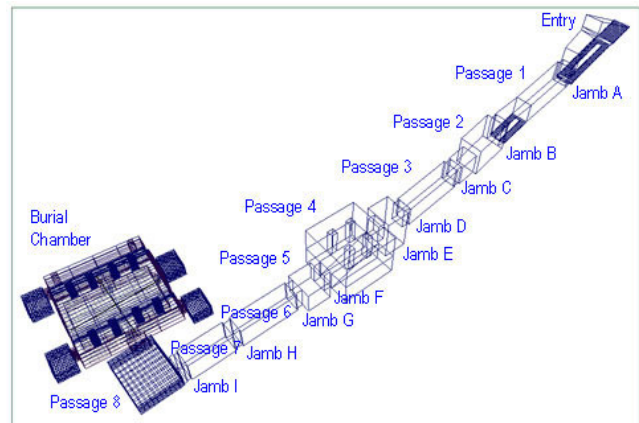 Entry
Passage 1
Jamb A
Passage 2
Jamb B
Passage 3
Jamb C
Passage 4
Jamb D
Burial
Chamber
Jamb E
Passage 5
Jamb F
Passage 6
Jamb G
Passage 7
Jamb H
Passage 8
Jamb I